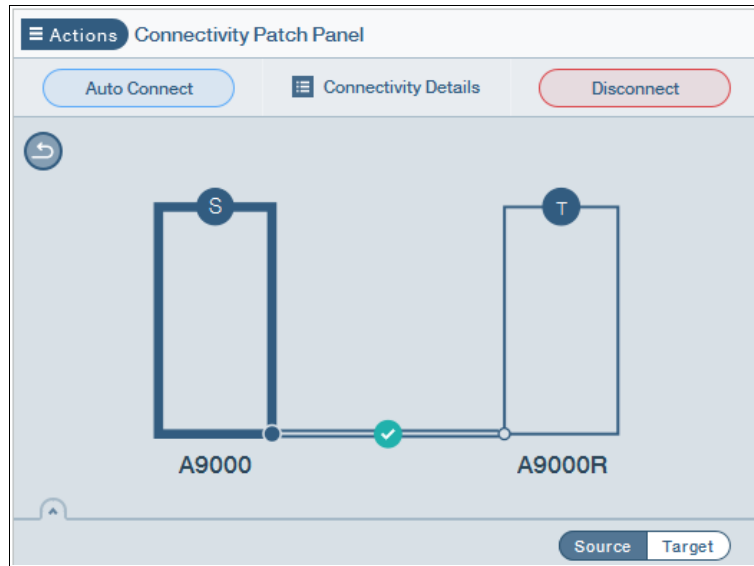 Actions Connectivity Patch Panel
Auto Connect Connectivity Details Disconnect
S T
A9000 A9000R
Source Target